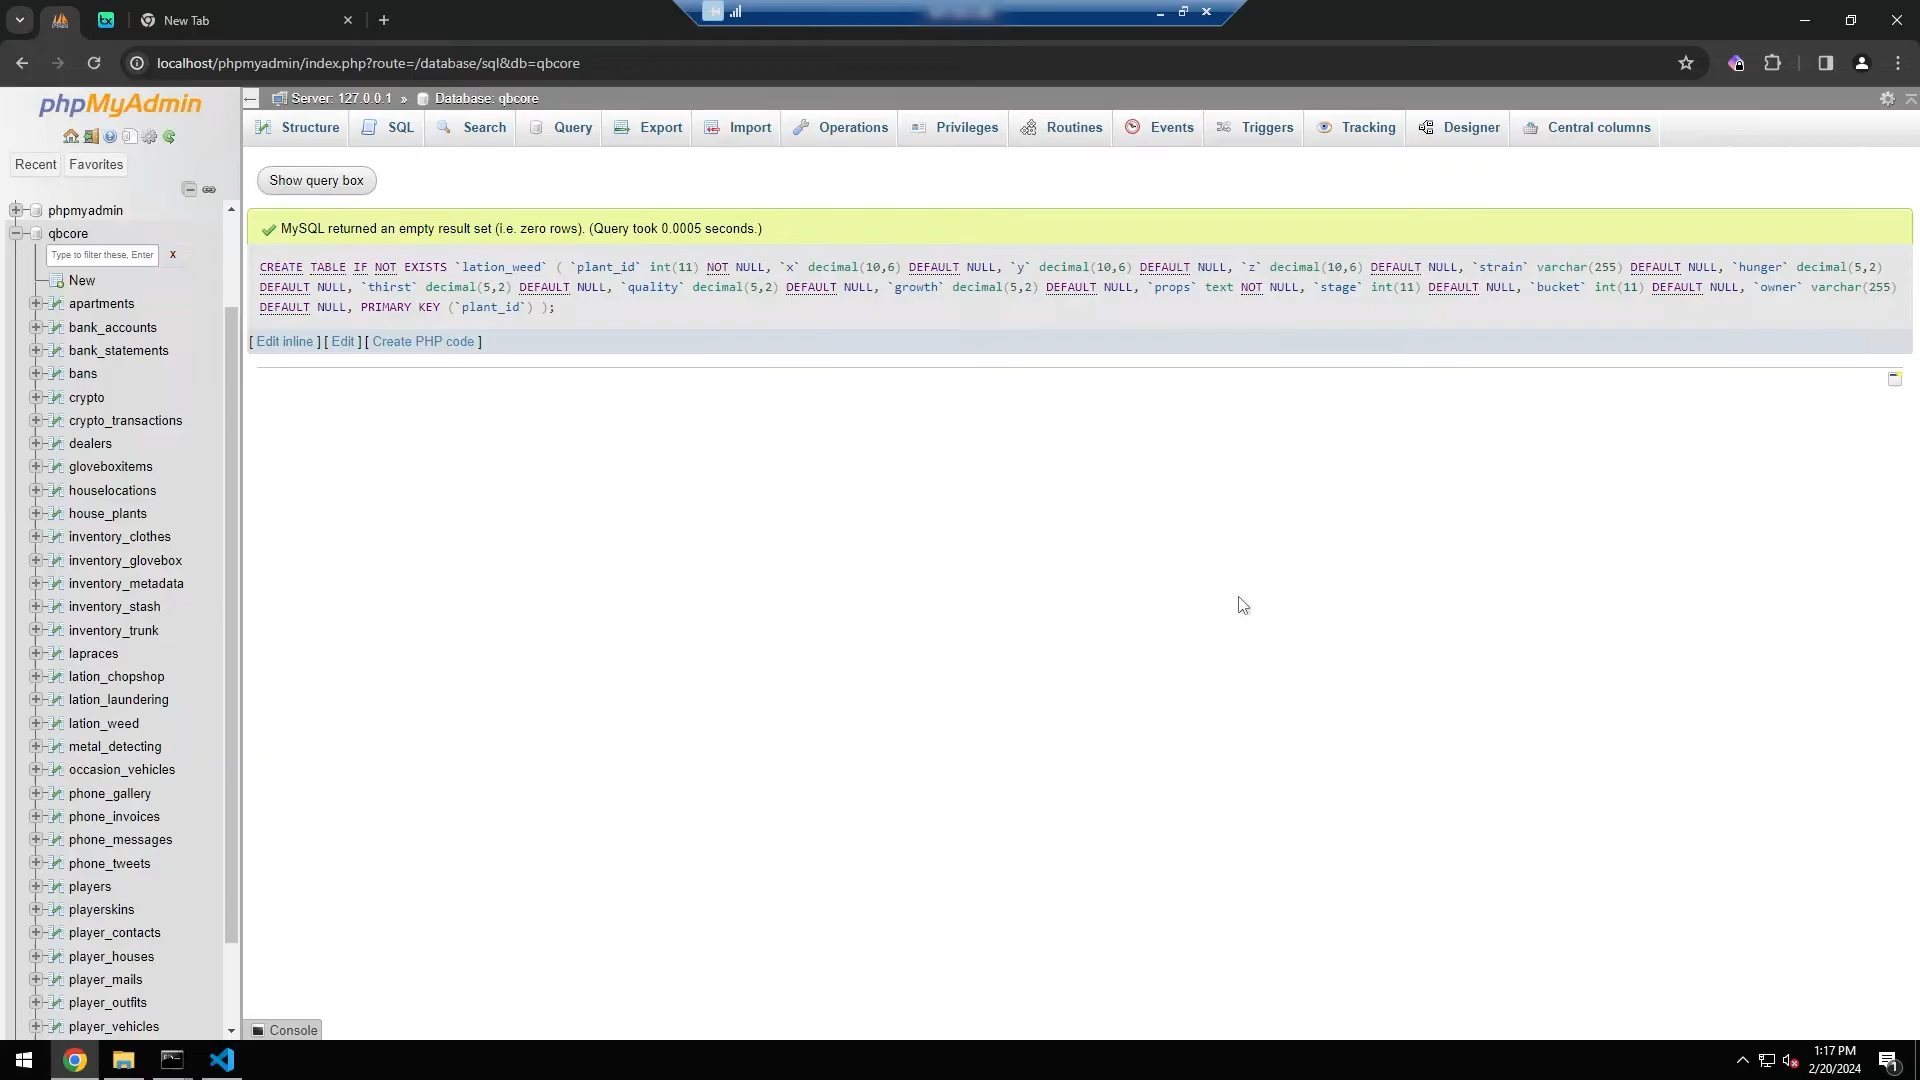 New Tab
localhost/phpmyadmin/index.php?route=/database/sql&db=qbcore
phpMyAdmin
Recent
Favorites
phpmyadmin
qbcore
Type to filter these, Enter
X
New
apartments
bank_accounts
bank_statements
bans
crypto
crypto_transactions
dealers
gloveboxitems
houselocations
house_plants
inventory_clothes
inventory_glovebox
inventory_metadata
inventory_stash
inventory_trunk
lapraces
lation_chopshop
lation_laundering
lation_weed
metal_detecting
occasion_vehicles
phone_gallery
phone_invoices
phone_messages
phone_tweets
players
playerskins
player_contacts
player_houses
player_mails
player_outfits
player_vehicles
Server: 127.0.0.1 » Database: qbcore
Structure SQL Search Query Export Import Operations Privileges Routines Events Triggers Tracking Designer Central columns
Show query box
MySQL returned an empty result set (i.e. zero rows). (Query took 0.0005 seconds.)
CREATE TABLE IF NOT EXISTS `lation_weed` ( `plant_id` int(11) NOT NULL, `x` decimal(10,6) DEFAULT NULL, `y` decimal(10,6) DEFAULT NULL, `z` decimal(10,6) DEFAULT NULL, `strain` varchar(255) DEFAULT NULL, `hunger` decimal(5,2)
DEFAULT NULL, `thirst` decimal(5,2) DEFAULT NULL, `quality` decimal(5,2) DEFAULT NULL, `growth` decimal(5,2) DEFAULT NULL, `props` text NOT NULL, `stage` int(11) DEFAULT NULL, `bucket` int(11) DEFAULT NULL, `owner` varchar(255)
DEFAULT NULL, PRIMARY KEY (`plant_id`) );
[ Edit inline ] [ Edit ] [ Create PHP code ]
Console
1:17 PM
2/20/2024
1